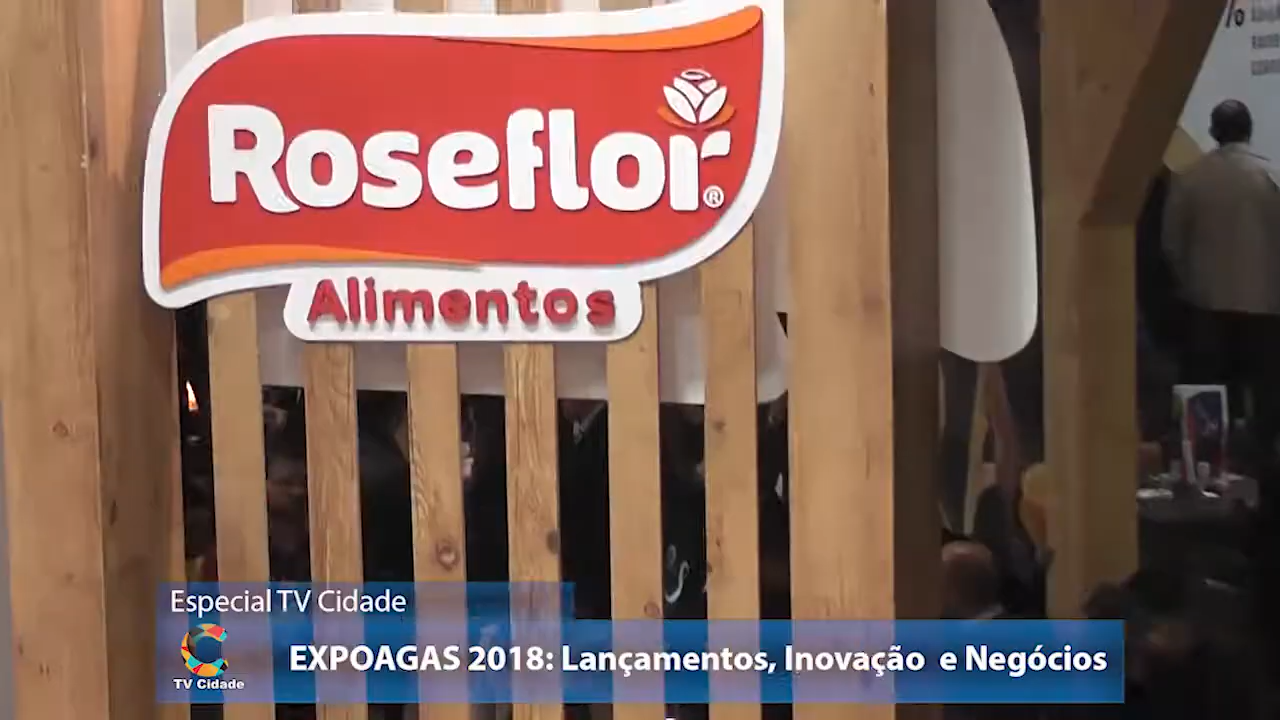 Roseflor®
Alimentos
%
Especial TV Cidade
EXPOAGAS 2018: Lançamentos, Inovação e Negócios
TV Cidade